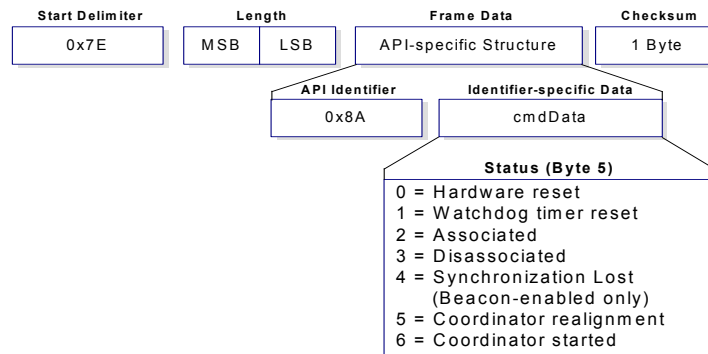 Start Delimiter Length Frame Data Checksum
0x7E MSB LSB API-specific Structure 1 Byte
API Identifier Identifier-specific Data
0x8A cmdData
Status (Byte 5)
0 = Hardware reset
1 = Watchdog timer reset
2 = Associated
3 = Disassociated
4 = Synchronization Lost
(Beacon-enabled only)
5 = Coordinator realignment
6 = Coordinator started